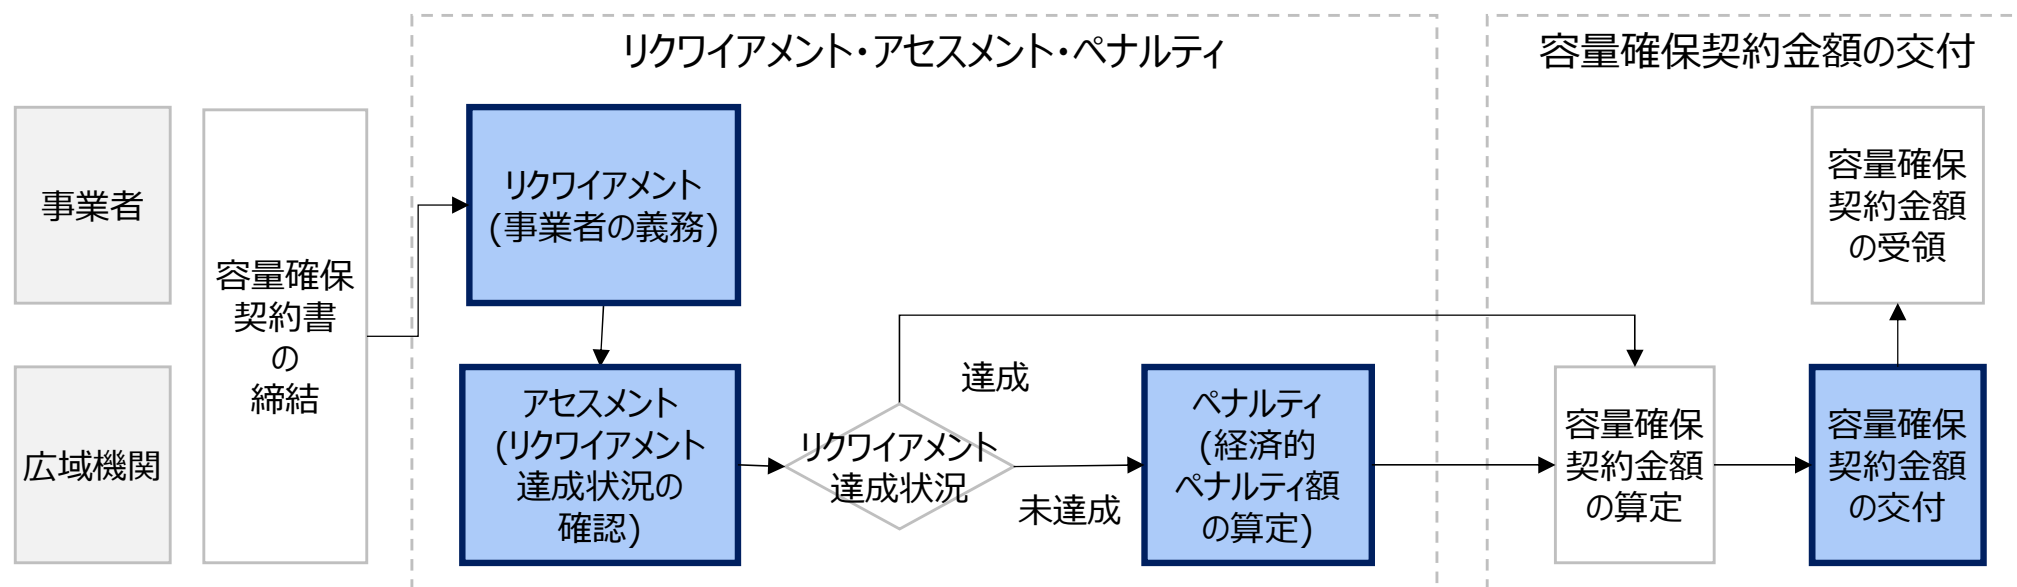 リクワイアメント・アセスメント・ペナルティ
容量確保契約金額の交付
事業者
広域機関
容量確保
契約書
の
締結
リクワイアメント
(事業者の義務)
アセスメント
(リクワイアメント
達成状況の
確認)
リクワイアメント
達成状況
達成
未達成
ペナルティ
(経済的
ペナルティ額
の算定)
容量確保
契約金額
の算定
容量確保
契約金額
の交付
容量確保
契約金額
の受領